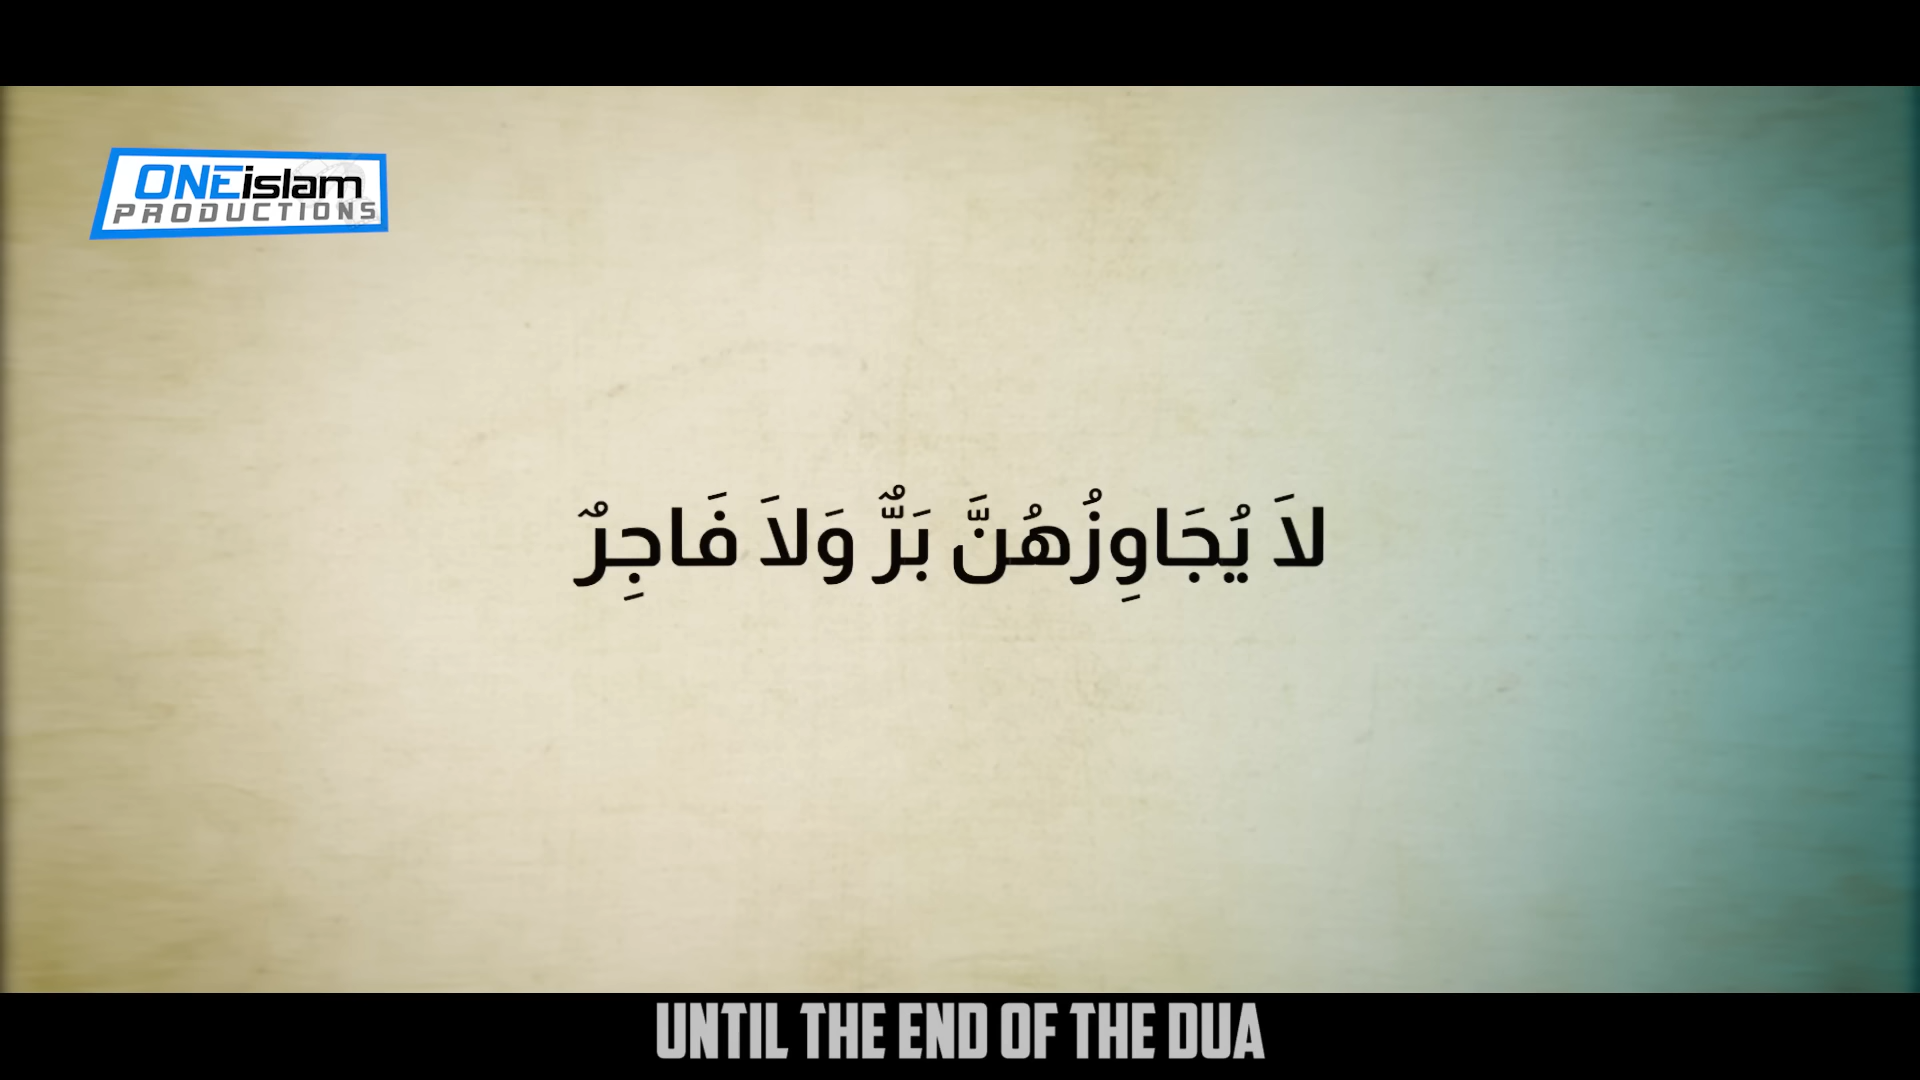 ONEislam
PRODUCTIONS
لاَ يُجَاوِزُهُنَّ بَرٌّ وَلاَ فَاجِرٌ
UNTIL THE END OF THE DUA